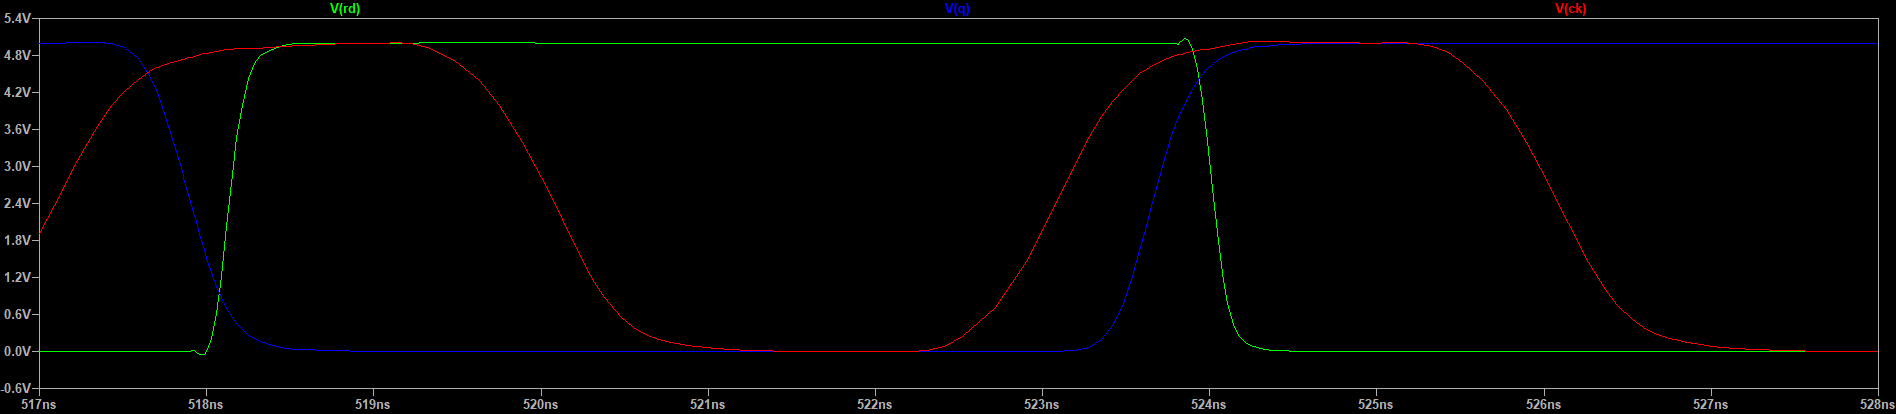 V(rd) V(q) V(ck)
5.4V
4.8V
4.2V
3.6V
3.0V
2.4V
1.8V
1.2V
0.6V
0.0V
-0.6V
517ns 518ns 519ns 520ns 521ns 522ns 523ns 524ns 525ns 526ns 527ns 528ns